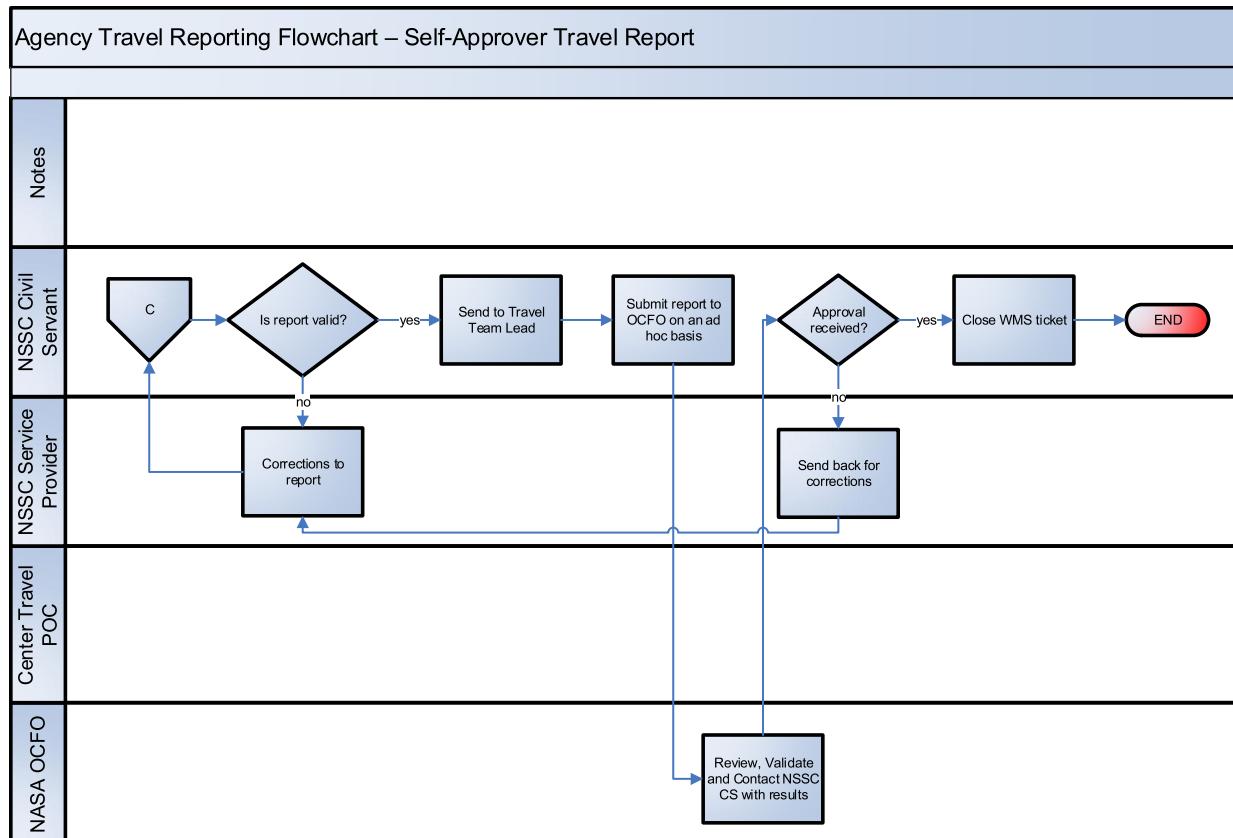 Agency Travel Reporting Flowchart – Self-Approver Travel Report
Notes
NSSC Civil
Servant
C
Is report valid?
yes
Send to Travel
Team Lead
Submit report to
OCFO on an ad
hoc basis
Approval
received?
yes
Close WMS ticket
END
no
no
NSSC Service
Provider
Corrections to
report
Send back for
corrections
Center Travel
POC
NASA OCFO
Review, Validate
and Contact NSSC
CS with results